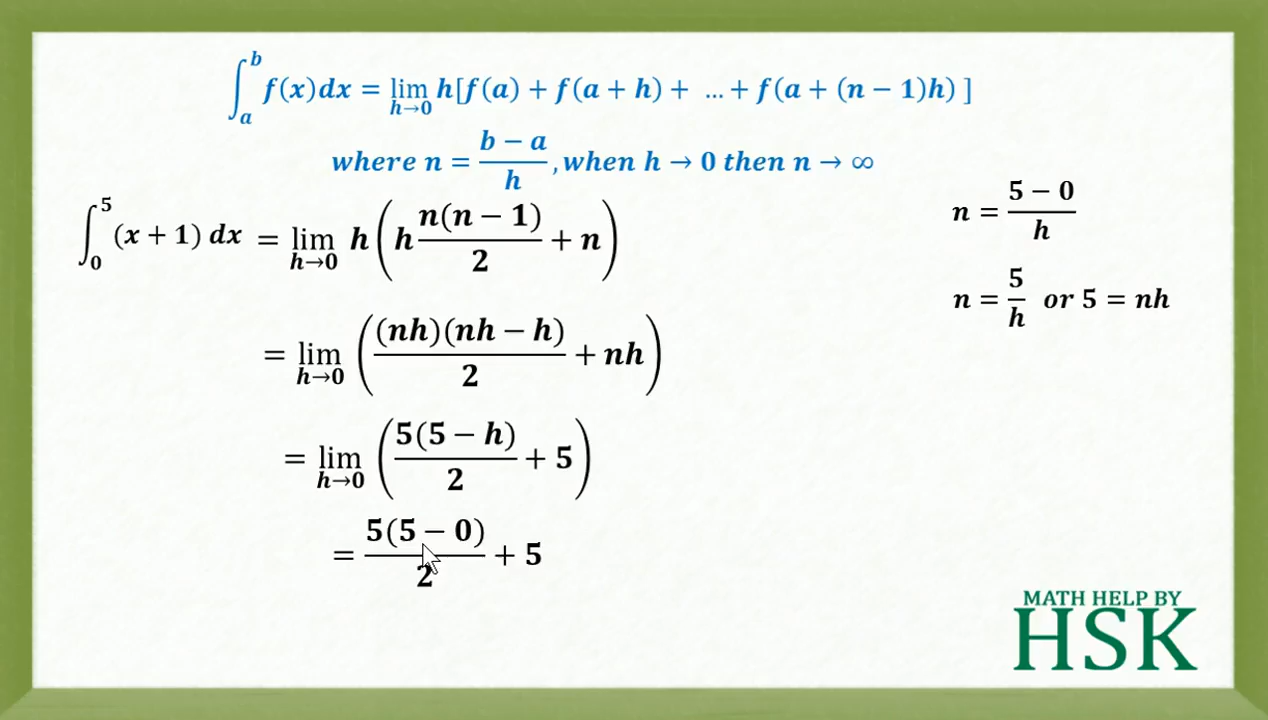 ∫_a^b f(x)dx = lim_{h→0} h[f(a) + f(a + h) + … + f(a + (n − 1)h) ]
where n = (b − a)/h , when h → 0 then n → ∞
n = (5 − 0)/h
∫_0^5 (x + 1) dx = lim_{h→0} h(h n(n − 1)/2 + n)
n = 5/h or 5 = nh
= lim_{h→0} ((nh)(nh − h)/2 + nh)
= lim_{h→0} (5(5 − h)/2 + 5)
= 5(5 − 0)/2 + 5
MATH HELP BY
HSK